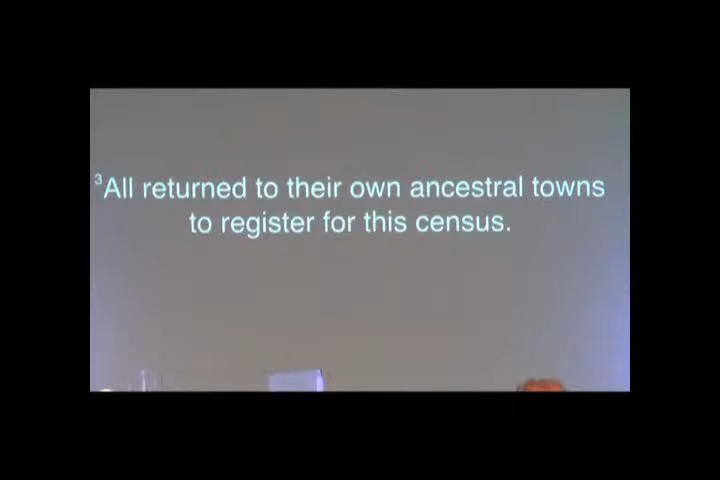 ³All returned to their own ancestral towns
to register for this census.